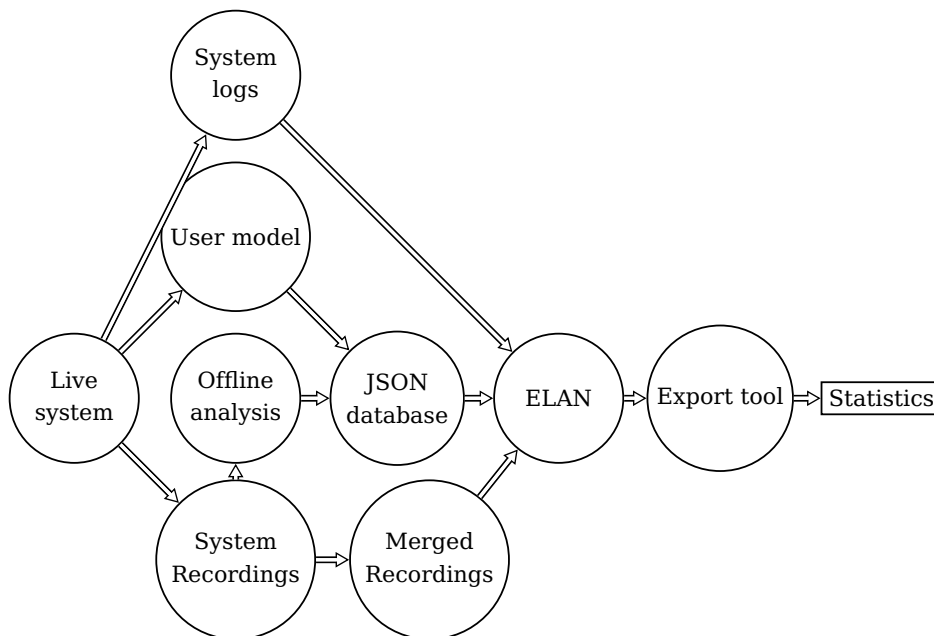 System
logs
User model
Live
system
Offline
analysis
JSON
database
ELAN
Export tool
Statistics
System
Recordings
Merged
Recordings